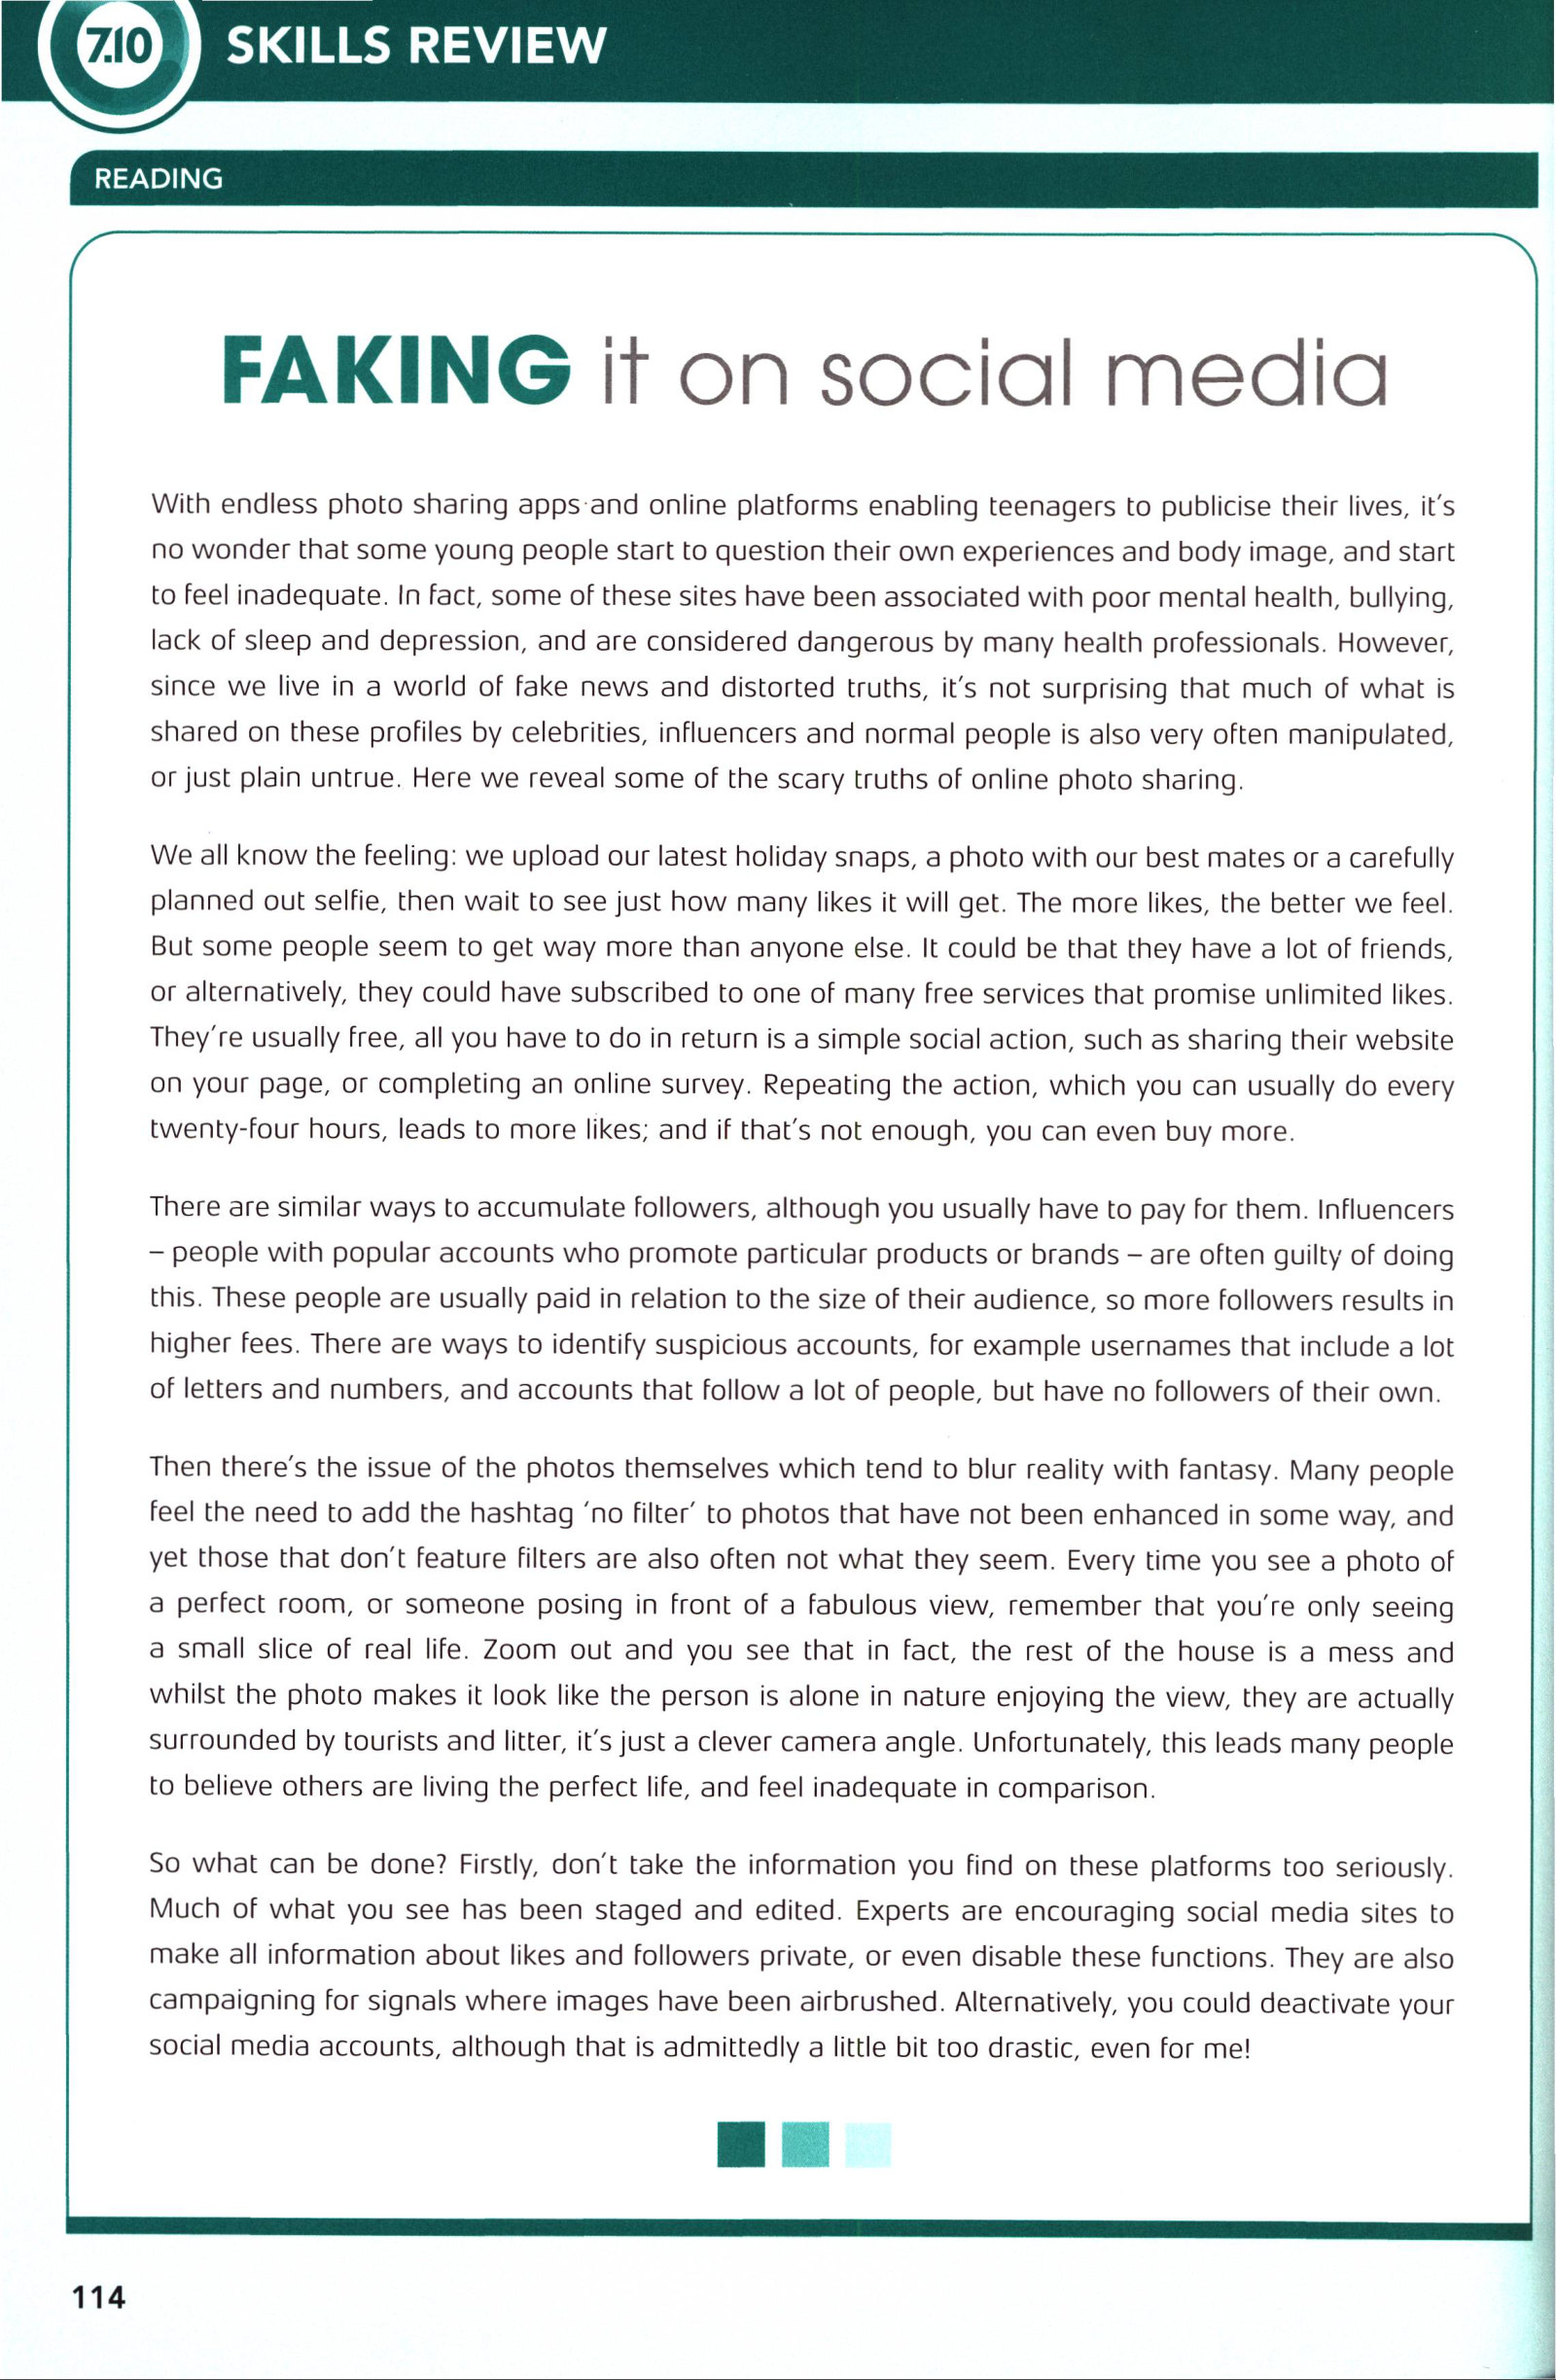 7.10 SKILLS REVIEW
READING
FAKING it on social media
With endless photo sharing apps and online platforms enabling teenagers to publicise their lives, it's
no wonder that some young people start to question their own experiences and body image, and start
to feel inadequate. In fact, some of these sites have been associated with poor mental health, bullying,
lack of sleep and depression, and are considered dangerous by many health professionals. However,
since we live in a world of fake news and distorted truths, it's not surprising that much of what is
shared on these profiles by celebrities, influencers and normal people is also very often manipulated,
or just plain untrue. Here we reveal some of the scary truths of online photo sharing.
We all know the feeling: we upload our latest holiday snaps, a photo with our best mates or a carefully
planned out selfie, then wait to see just how many likes it will get. The more likes, the better we feel.
But some people seem to get way more than anyone else. It could be that they have a lot of friends,
or alternatively, they could have subscribed to one of many free services that promise unlimited likes.
They're usually free, all you have to do in return is a simple social action, such as sharing their website
on your page, or completing an online survey. Repeating the action, which you can usually do every
twenty-four hours, leads to more likes; and if that's not enough, you can even buy more.
There are similar ways to accumulate followers, although you usually have to pay for them. Influencers
– people with popular accounts who promote particular products or brands – are often guilty of doing
this. These people are usually paid in relation to the size of their audience, so more followers results in
higher fees. There are ways to identify suspicious accounts, for example usernames that include a lot
of letters and numbers, and accounts that follow a lot of people, but have no followers of their own.
Then there's the issue of the photos themselves which tend to blur reality with fantasy. Many people
feel the need to add the hashtag 'no filter' to photos that have not been enhanced in some way, and
yet those that don't feature filters are also often not what they seem. Every time you see a photo of
a perfect room, or someone posing in front of a fabulous view, remember that you're only seeing
a small slice of real life. Zoom out and you see that in fact, the rest of the house is a mess and
whilst the photo makes it look like the person is alone in nature enjoying the view, they are actually
surrounded by tourists and litter, it's just a clever camera angle. Unfortunately, this leads many people
to believe others are living the perfect life, and feel inadequate in comparison.
So what can be done? Firstly, don't take the information you find on these platforms too seriously.
Much of what you see has been staged and edited. Experts are encouraging social media sites to
make all information about likes and followers private, or even disable these functions. They are also
campaigning for signals where images have been airbrushed. Alternatively, you could deactivate your
social media accounts, although that is admittedly a little bit too drastic, even for me!
114